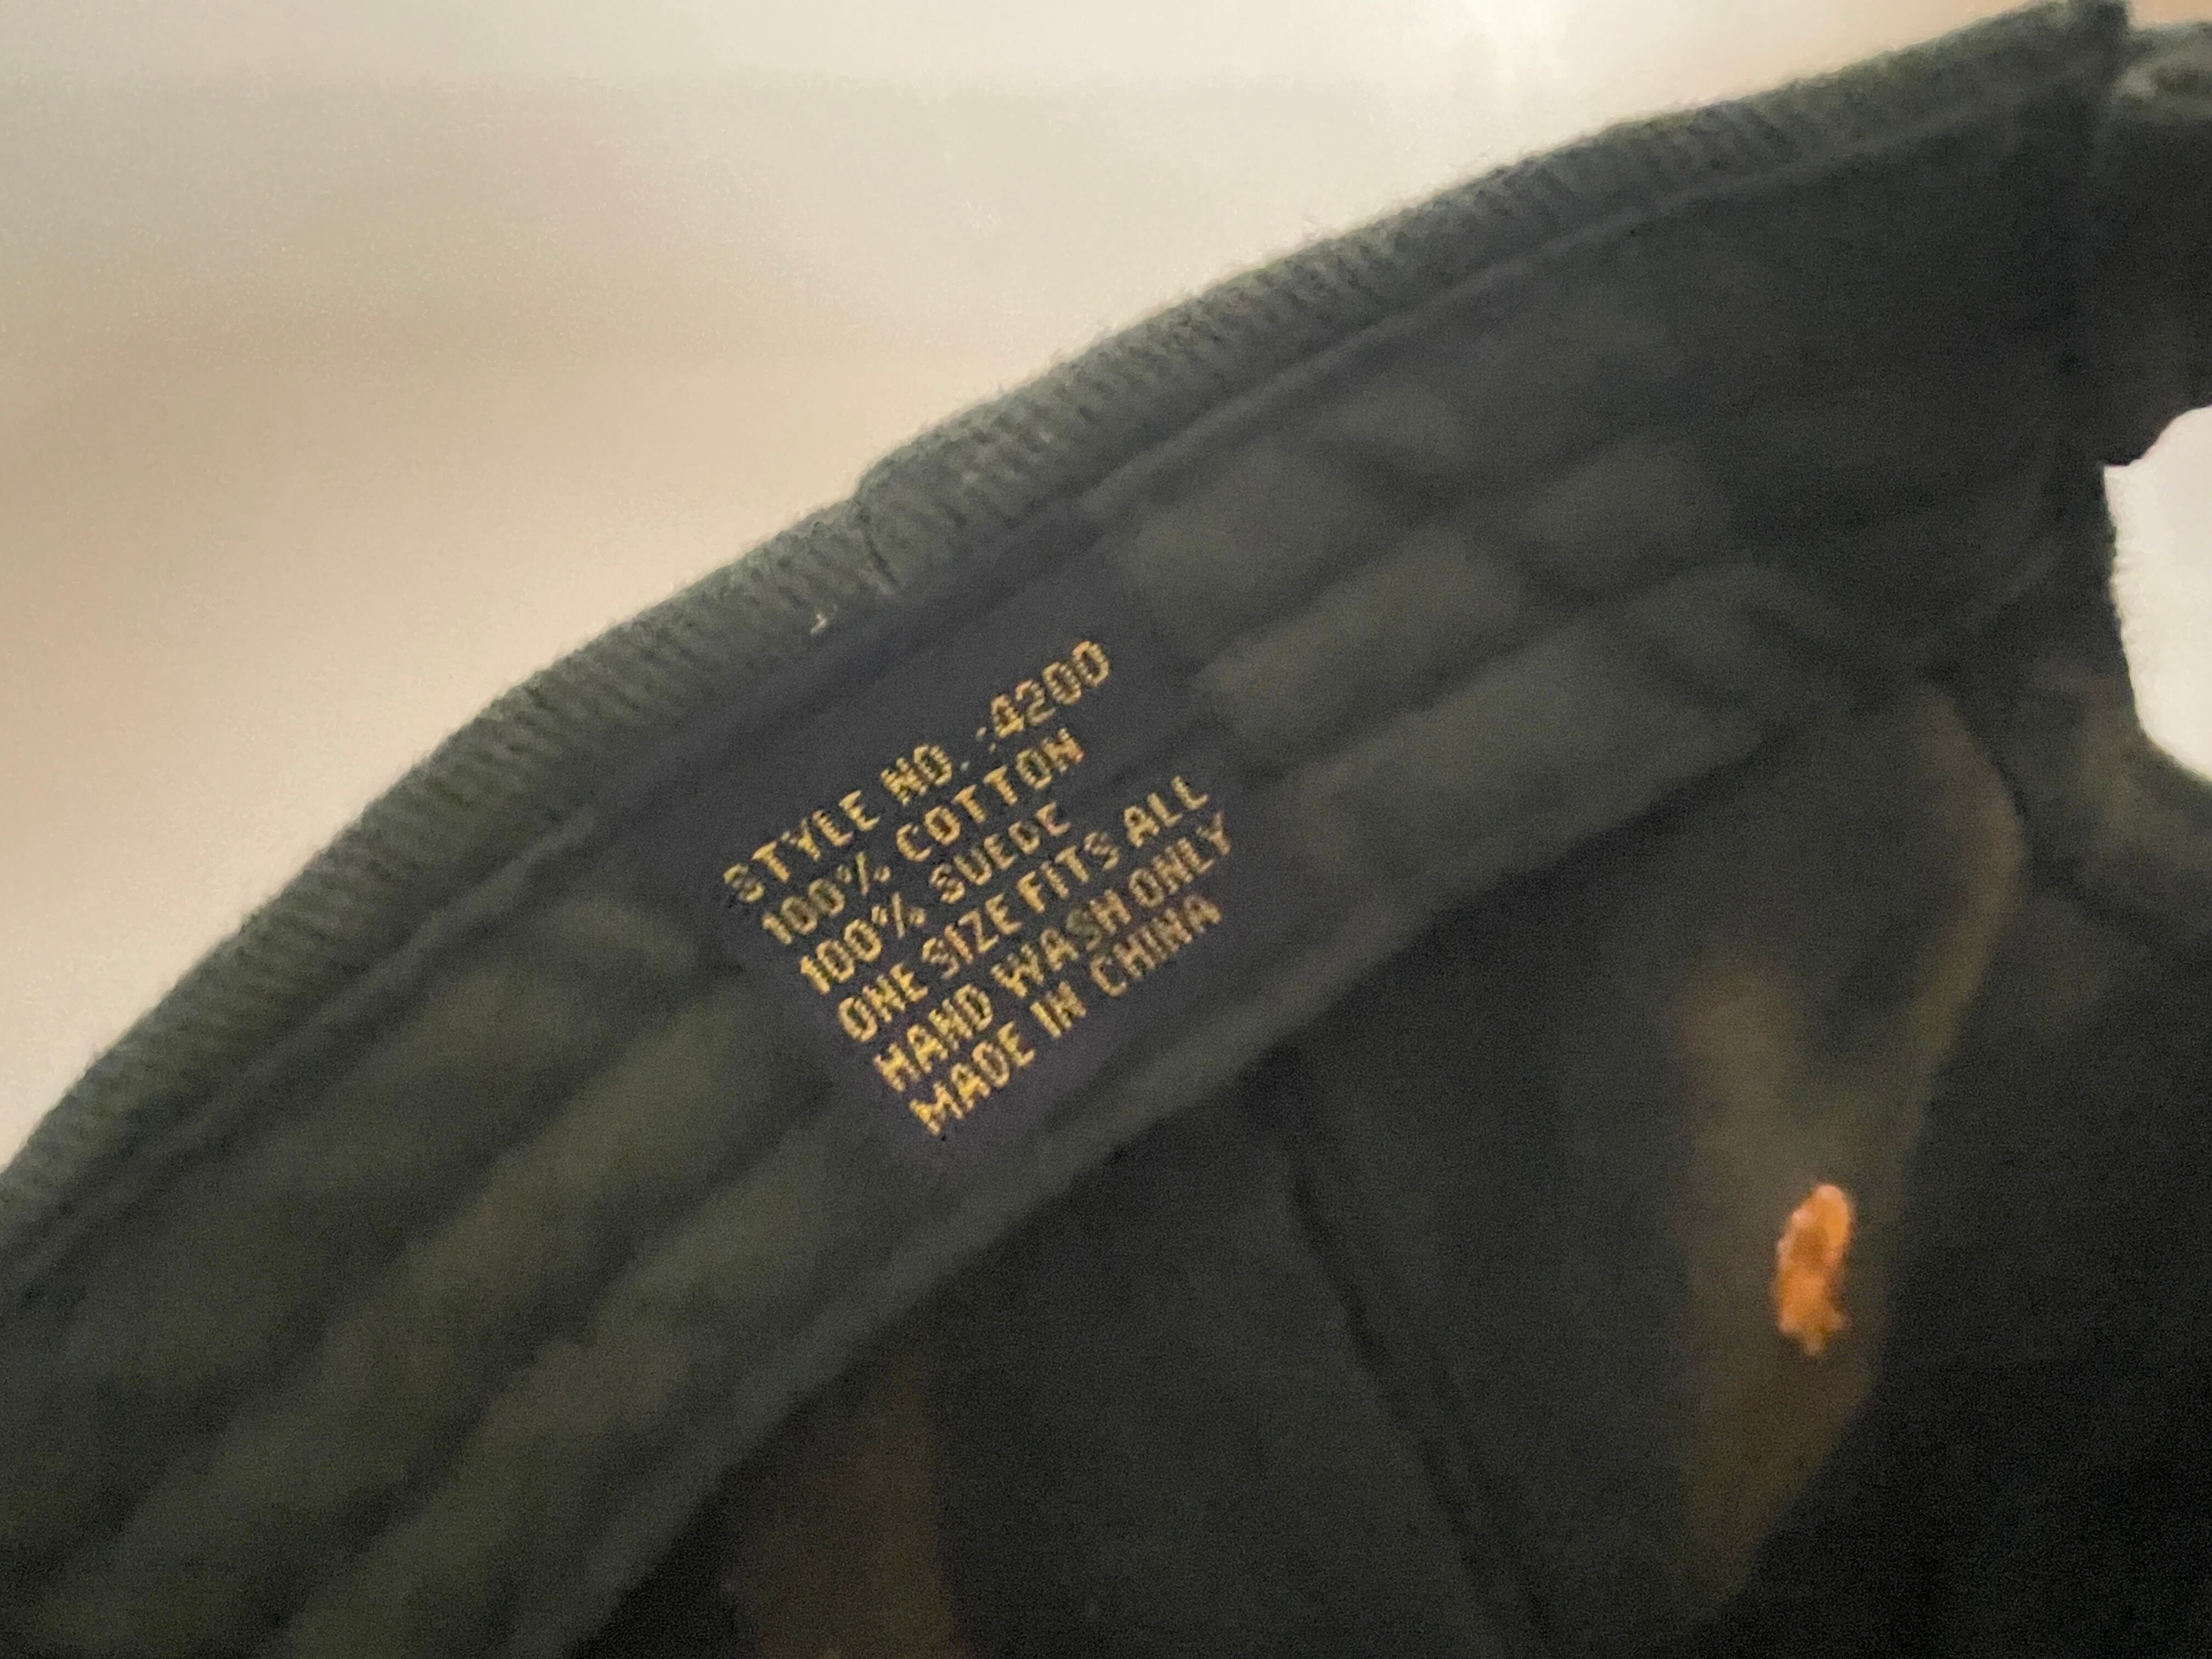 STYLE NO. :4200
100% COTTON
100% SUEDE
ONE SIZE FITS ALL
HAND WASH ONLY
MADE IN CHINA